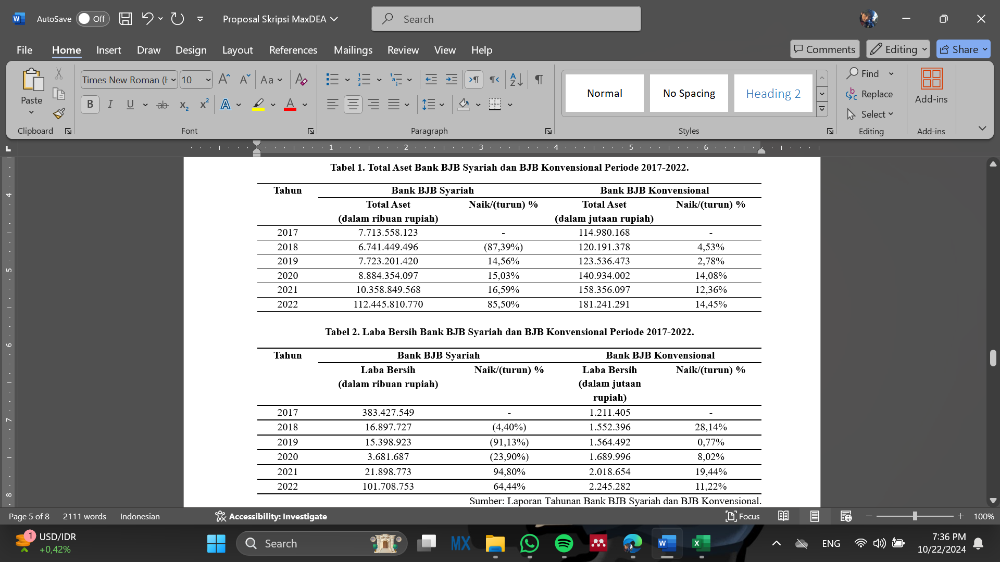 AutoSave Off Proposal Skripsi MaxDEA Search
File Home Insert Draw Design Layout References Mailings Review View Help Comments Editing Share
Paste Times New Roman (H 10 Aa Normal No Spacing Heading 2 Find Replace Select Add-ins
B I U ab x₂ x² A A
Clipboard Font Paragraph Styles Editing Add-ins
1 2 3 4 5 6
Tabel 1. Total Aset Bank BJB Syariah dan BJB Konvensional Periode 2017-2022.
Tahun Bank BJB Syariah Bank BJB Konvensional
Total Aset Naik/(turun) % Total Aset Naik/(turun) %
(dalam ribuan rupiah) (dalam jutaan rupiah)
2017 7.713.558.123 - 114.980.168 -
2018 6.741.449.496 (87,39%) 120.191.378 4,53%
2019 7.723.201.420 14,56% 123.536.473 2,78%
2020 8.884.354.097 15,03% 140.934.002 14,08%
2021 10.358.849.568 16,59% 158.356.097 12,36%
2022 112.445.810.770 85,50% 181.241.291 14,45%
Tabel 2. Laba Bersih Bank BJB Syariah dan BJB Konvensional Periode 2017-2022.
Tahun Bank BJB Syariah Bank BJB Konvensional
Laba Bersih Naik/(turun) % Laba Bersih Naik/(turun) %
(dalam ribuan rupiah) (dalam jutaan
rupiah)
2017 383.427.549 - 1.211.405 -
2018 16.897.727 (4,40%) 1.552.396 28,14%
2019 15.398.923 (91,13%) 1.564.492 0,77%
2020 3.681.687 (23,90%) 1.689.996 8,02%
2021 21.898.773 94,80% 2.018.654 19,44%
2022 101.708.753 64,44% 2.245.282 11,22%
Sumber: Laporan Tahunan Bank BJB Syariah dan BJB Konvensional.
4
5
6
7
8
Page 5 of 8 2111 words Indonesian Accessibility: Investigate Focus 100%
1 USD/IDR
+0,42%
Search MX ENG
7:36 PM
10/22/2024